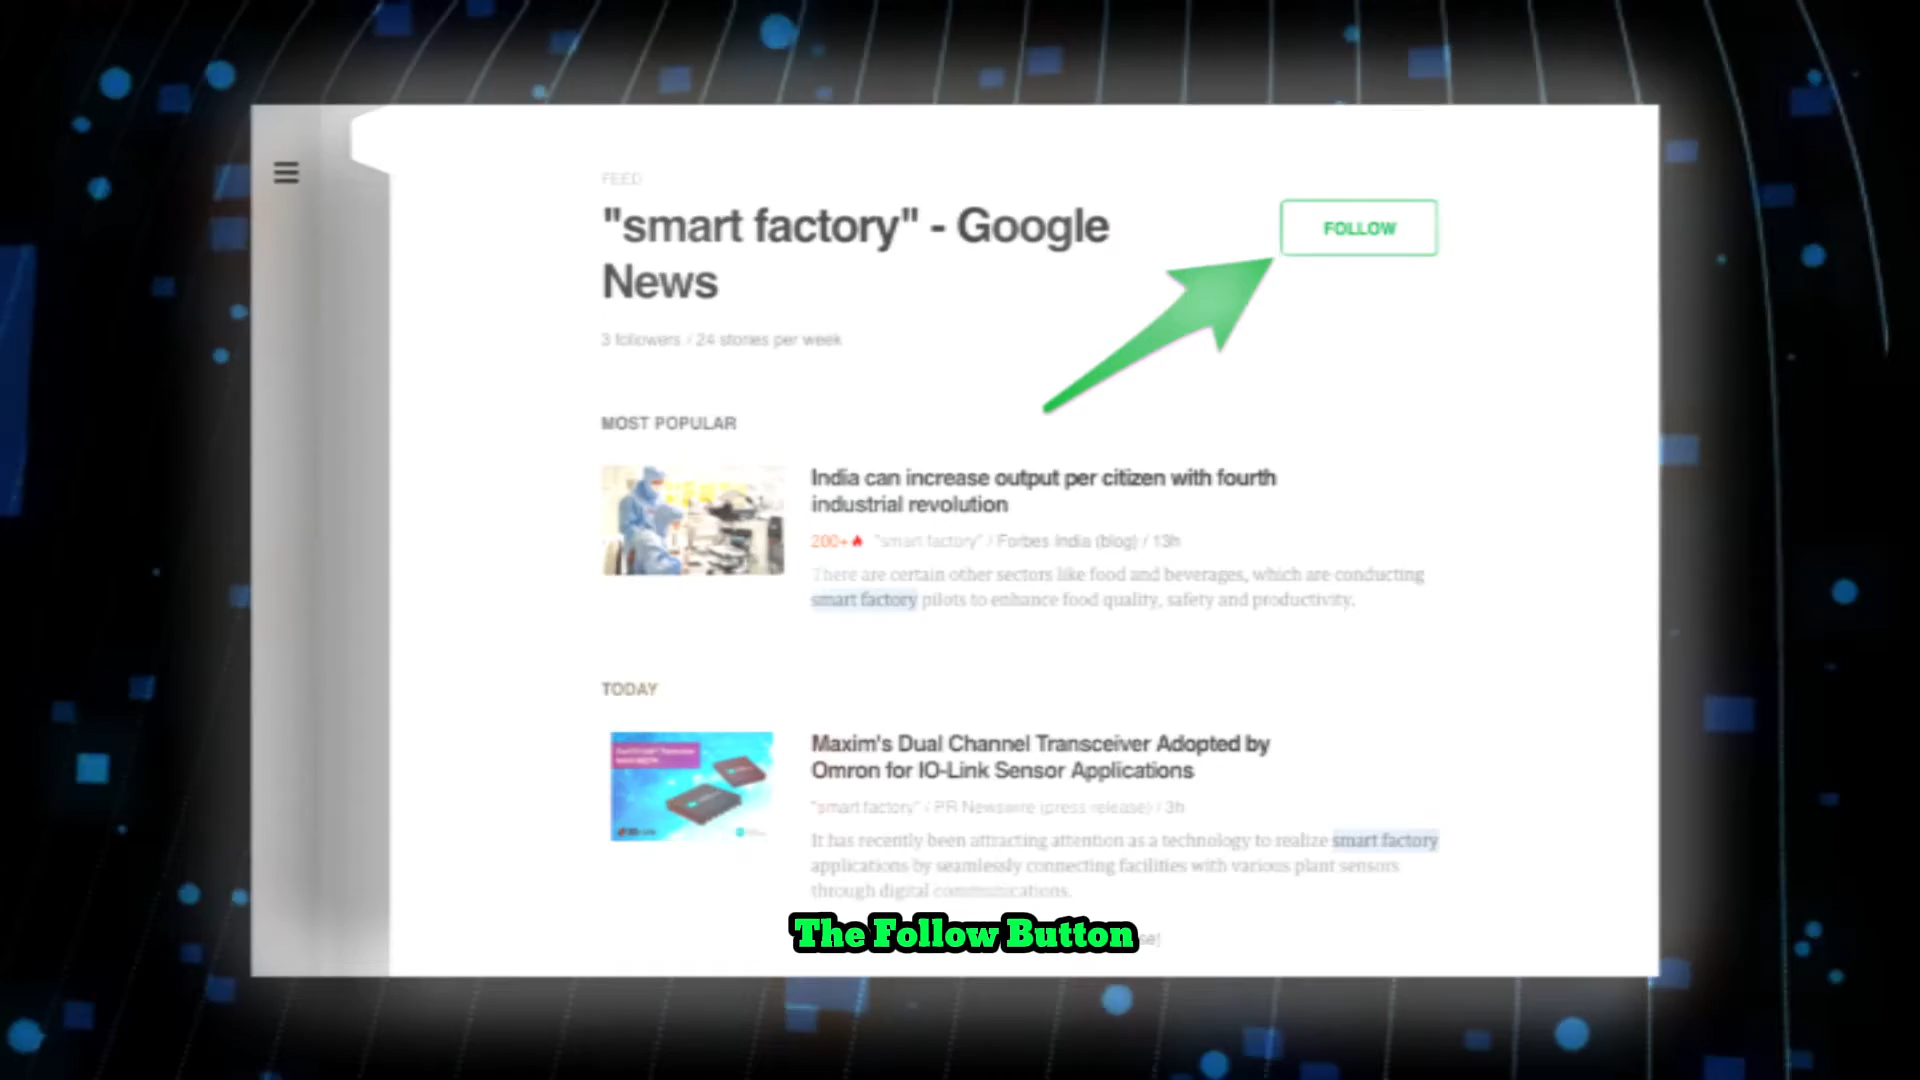 FEED
"smart factory" - Google
News
FOLLOW
3 followers / 24 stories per week
MOST POPULAR
India can increase output per citizen with fourth
industrial revolution
200+ "smart factory" / Forbes India (blog) / 13h
There are certain other sectors like food and beverages, which are conducting
smart factory pilots to enhance food quality, safety and productivity.
TODAY
Maxim's Dual Channel Transceiver Adopted by
Omron for IO-Link Sensor Applications
"smart factory" / PR Newswire (press release) / 3h
It has recently been attracting attention as a technology to realize smart factory
applications by seamlessly connecting facilities with various plant sensors
through digital communications.
The Follow Button